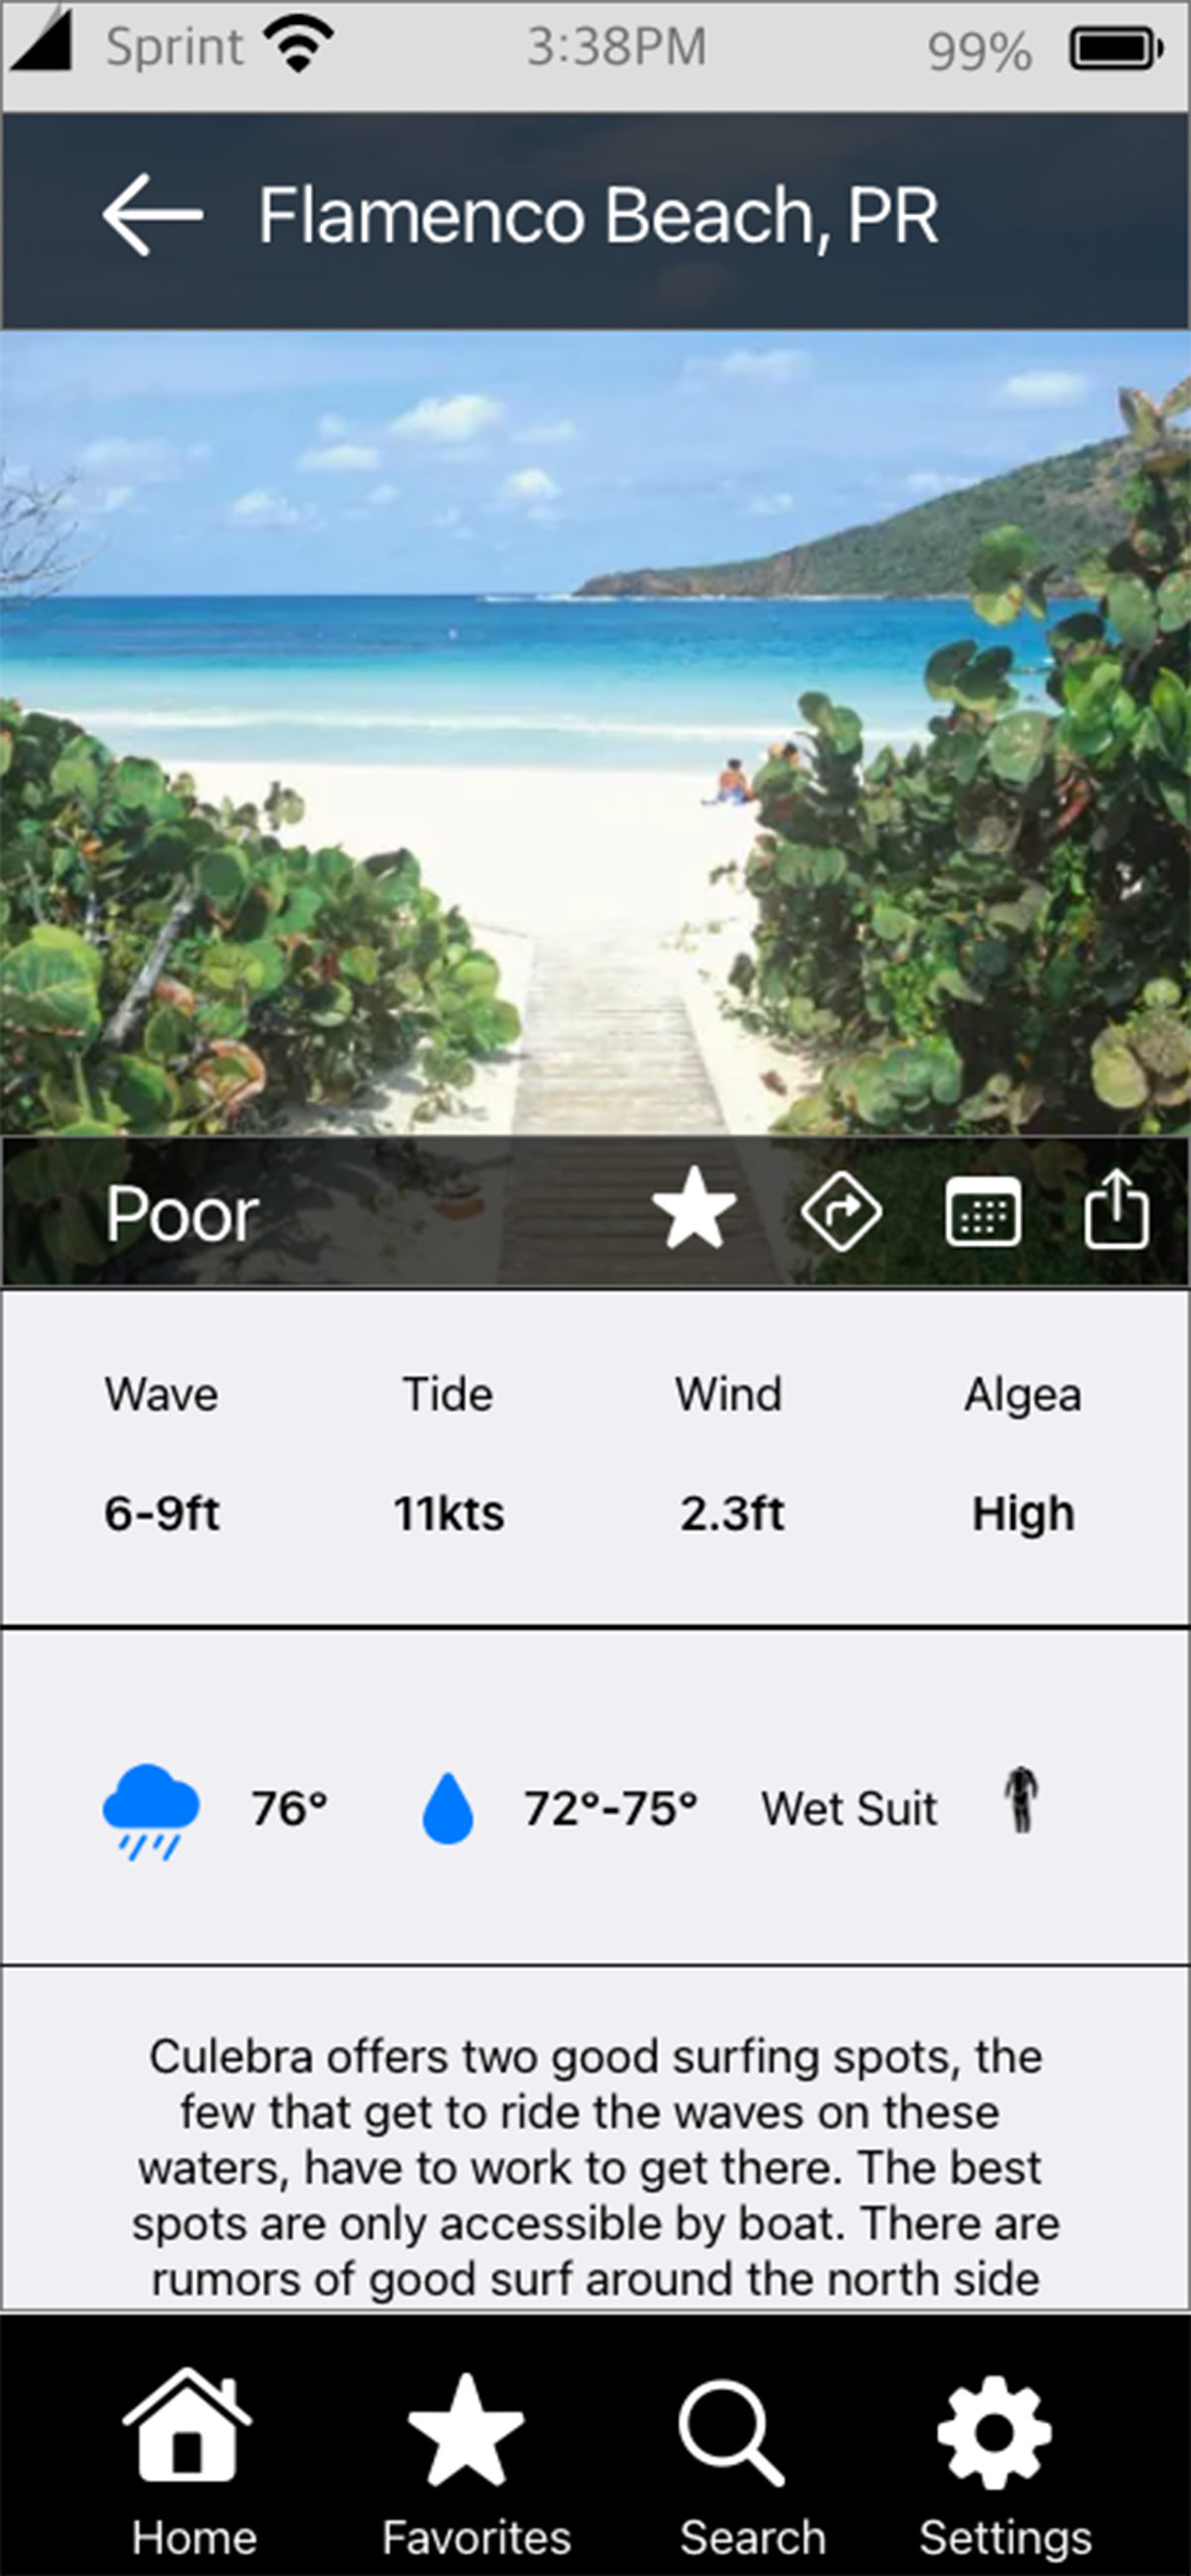 Sprint 3:38PM 99%
Flamenco Beach, PR
Poor
Wave Tide Wind Algea
6-9ft 11kts 2.3ft High
76° 72°-75° Wet Suit
Culebra offers two good surfing spots, the
few that get to ride the waves on these
waters, have to work to get there. The best
spots are only accessible by boat. There are
rumors of good surf around the north side
Home Favorites Search Settings